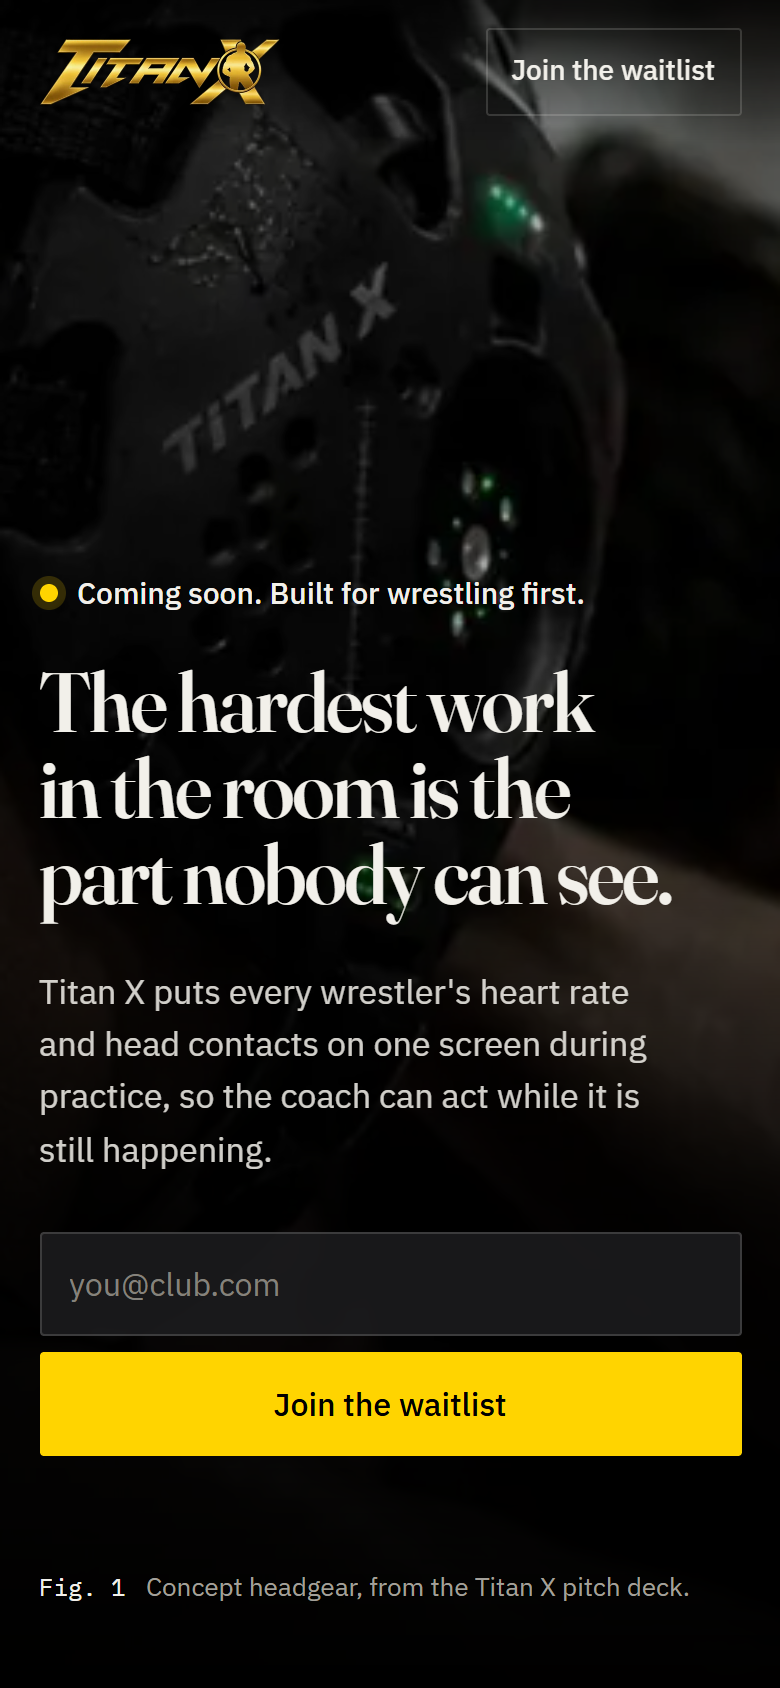 TITANX
Join the waitlist
TITAN X
Coming soon. Built for wrestling first.
The hardest work
in the room is the
part nobody can see.
Titan X puts every wrestler's heart rate
and head contacts on one screen during
practice, so the coach can act while it is
still happening.
you@club.com
Join the waitlist
Fig. 1 Concept headgear, from the Titan X pitch deck.